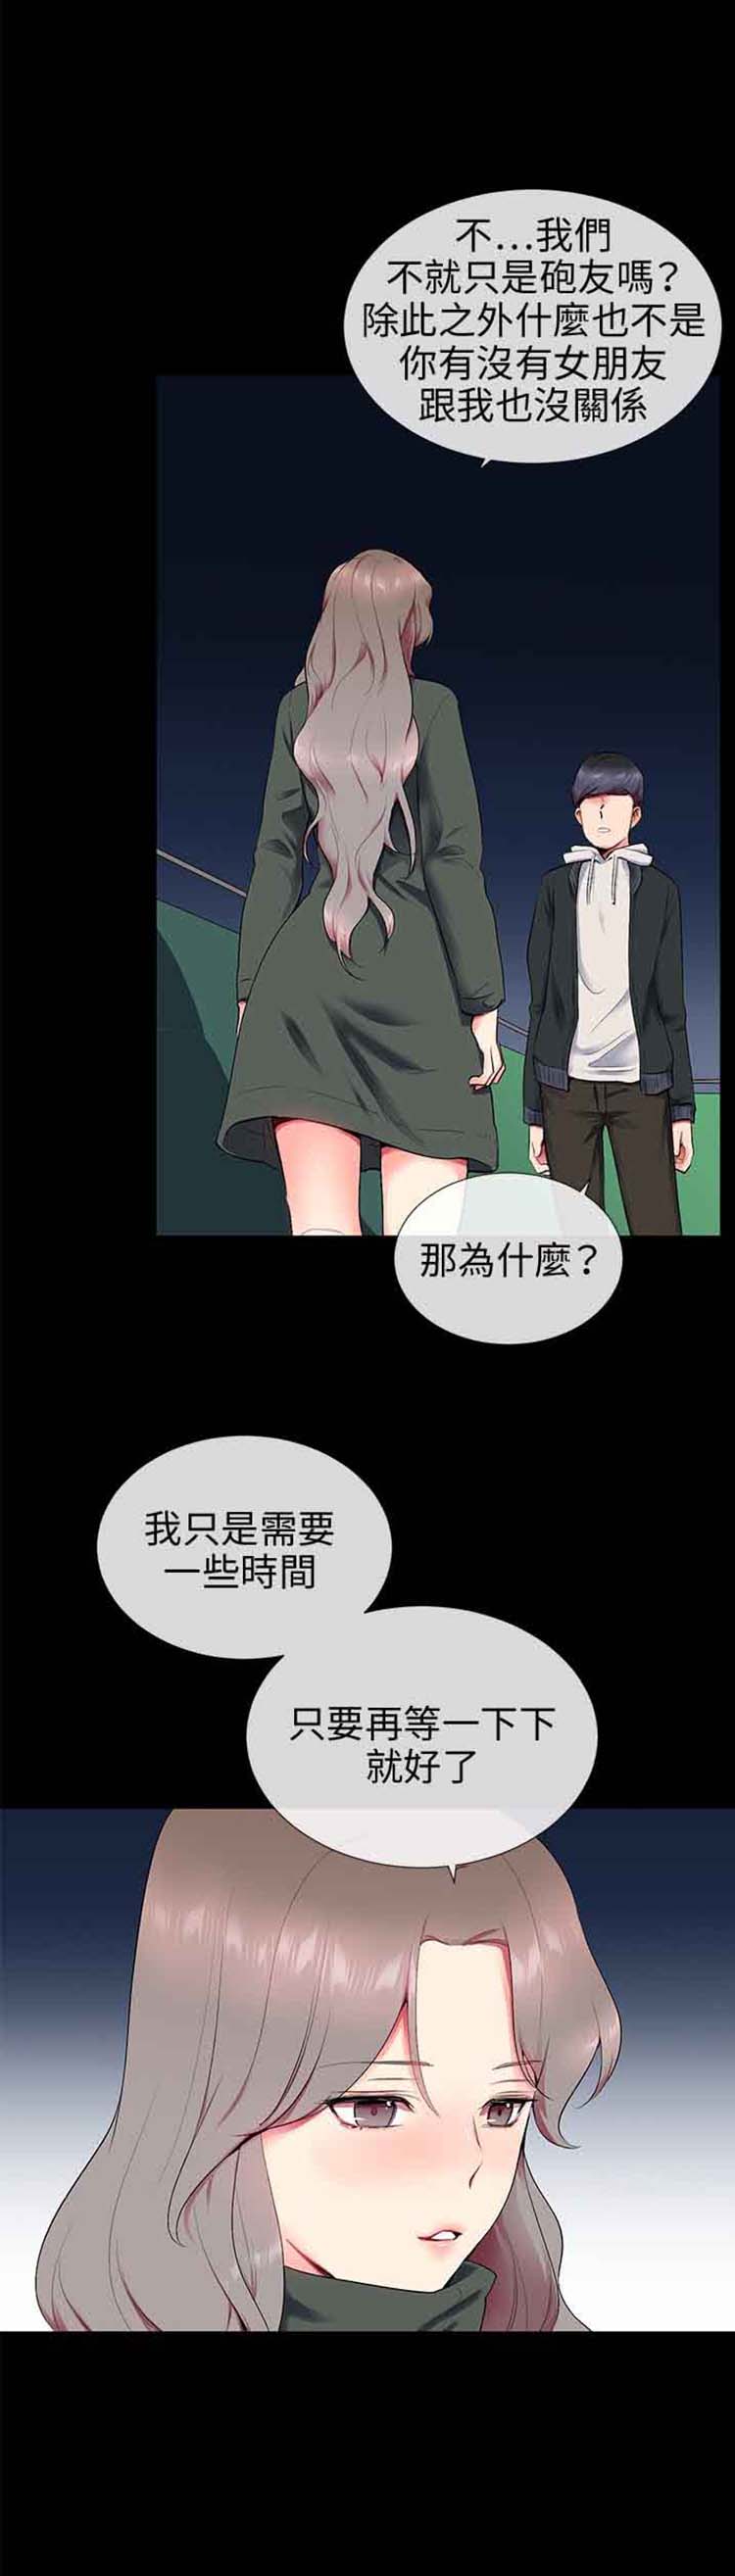 不...我們
不就只是砲友嗎？
除此之外什麼也不是
你有沒有女朋友
跟我也沒關係
那為什麼？
我只是需要
一些時間
只要再等一下下
就好了